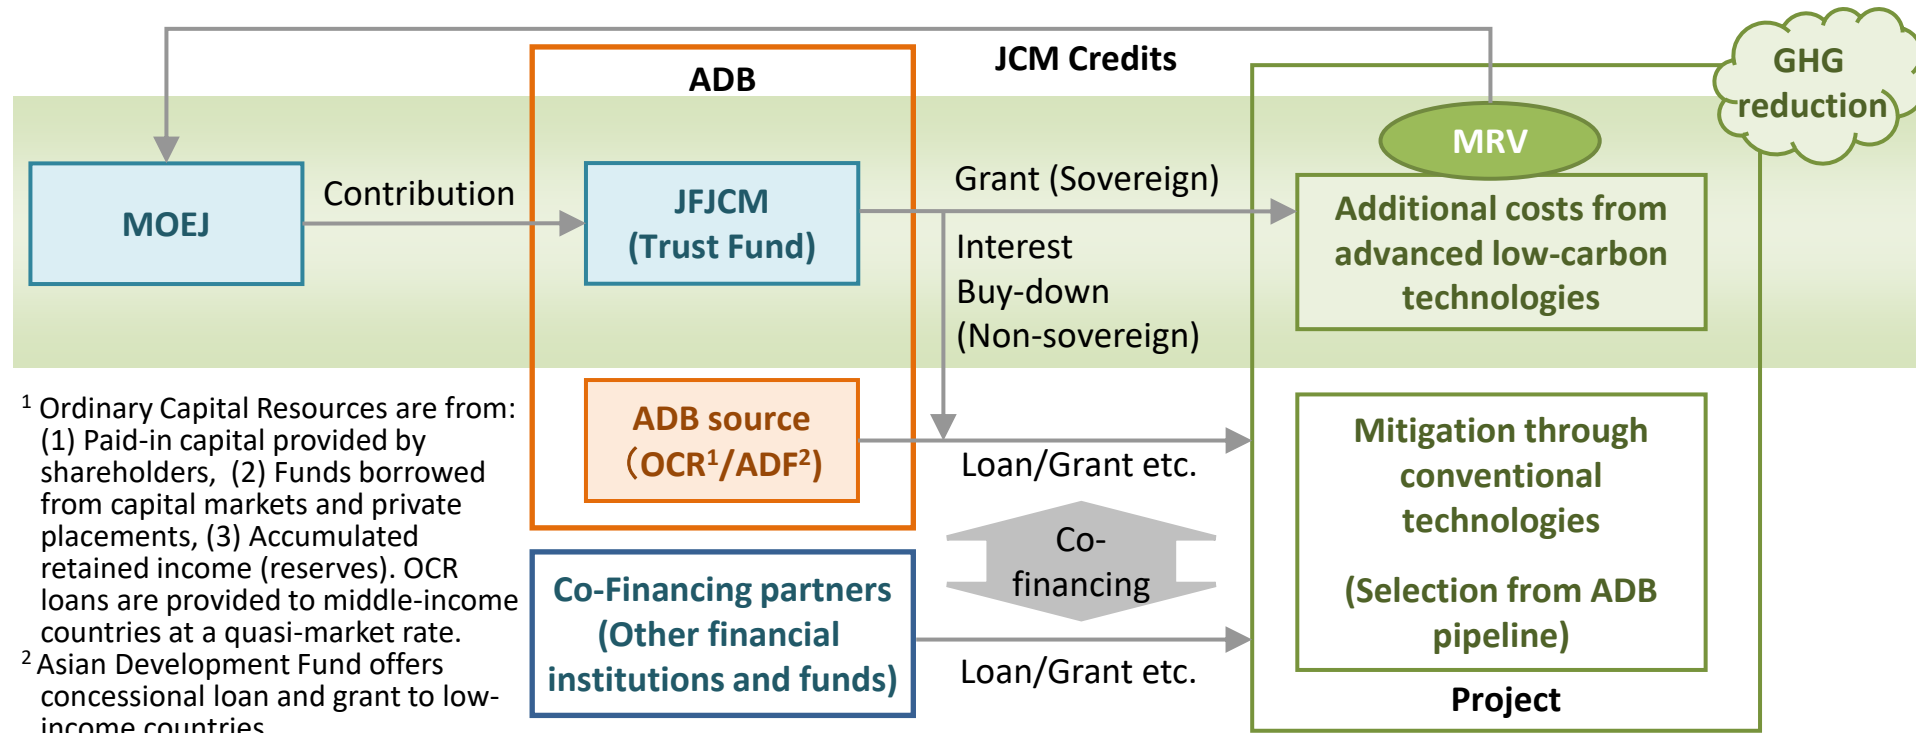 JCM Credits
ADB
GHG
reduction
MRV
MOEJ
Contribution
JFJCM
(Trust Fund)
Grant (Sovereign)
Interest
Buy-down
(Non-sovereign)
Additional costs from
advanced low-carbon
technologies
ADB source
（OCR¹/ADF²)
Loan/Grant etc.
Co-
financing
Mitigation through
conventional
technologies
(Selection from ADB
pipeline)
Co-Financing partners
(Other financial
institutions and funds)
Loan/Grant etc.
Project
¹ Ordinary Capital Resources are from:
(1) Paid-in capital provided by
shareholders, (2) Funds borrowed
from capital markets and private
placements, (3) Accumulated
retained income (reserves). OCR
loans are provided to middle-income
countries at a quasi-market rate.
² Asian Development Fund offers
concessional loan and grant to low-
income countries